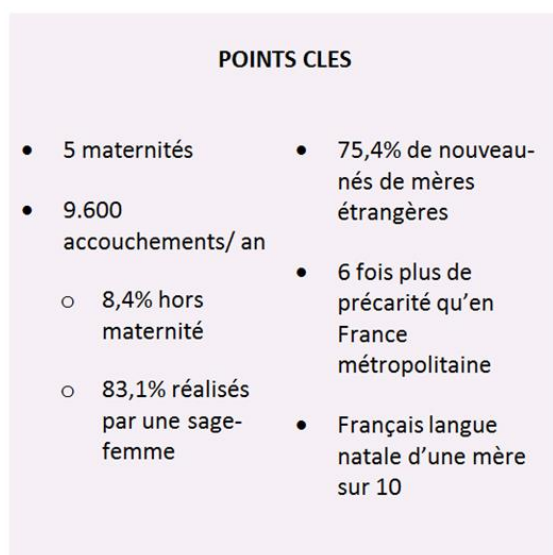 POINTS CLES
• 5 maternités
• 9.600
accouchements/ an
o 8,4% hors
maternité
o 83,1% réalisés
par une sage-
femme
• 75,4% de nouveau-
nés de mères
étrangères
• 6 fois plus de
précarité qu’en
France
métropolitaine
• Français langue
natale d’une mère
sur 10